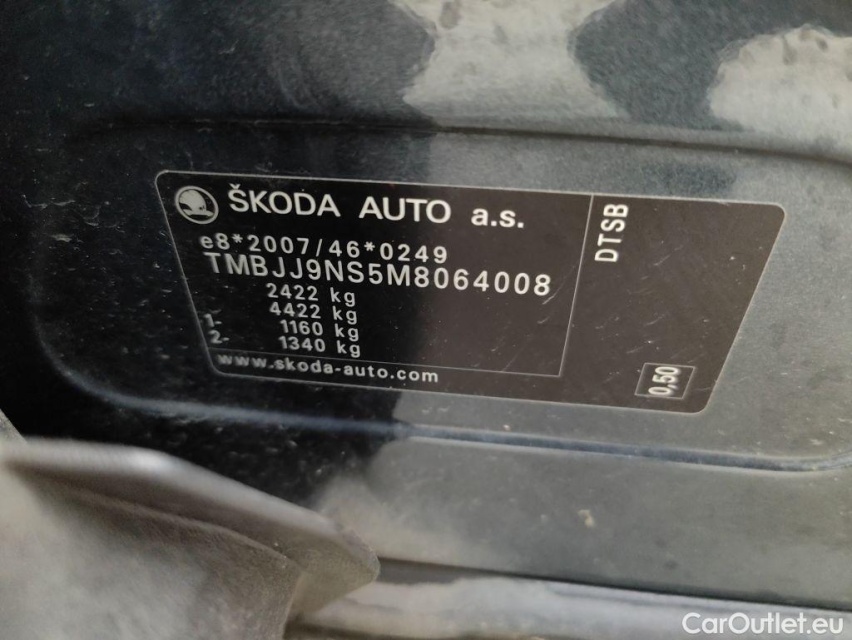 ŠKODA AUTO a.s.
e8*2007/46*0249
TMBJJ9NS5M8064008
2422 kg
4422 kg
1- 1160 kg
2- 1340 kg
www.skoda-auto.com
DTSB
0,50
CarOutlet.eu